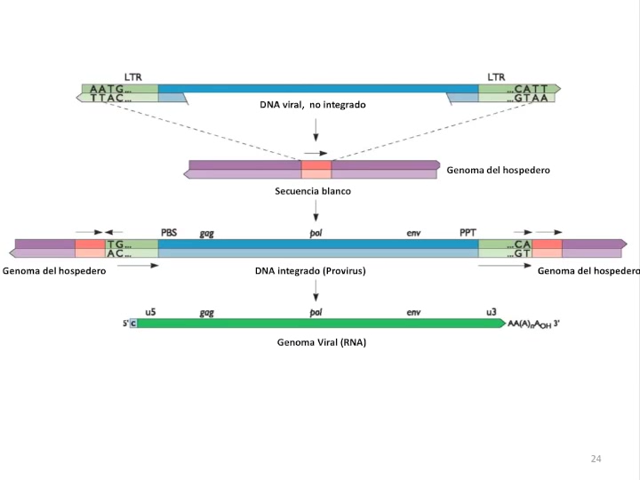 LTR LTR
AATG... ...CATT
TTAC... ...GTAA
DNA viral, no integrado
Genoma del hospedero
Secuencia blanco
PBS gag pol env PPT
TG... ...CA
AC... ...GT
Genoma del hospedero DNA integrado (Provirus) Genoma del hospedero
u5 gag pol env u3
5' c AA(A)nAOH 3'
Genoma Viral (RNA)
24